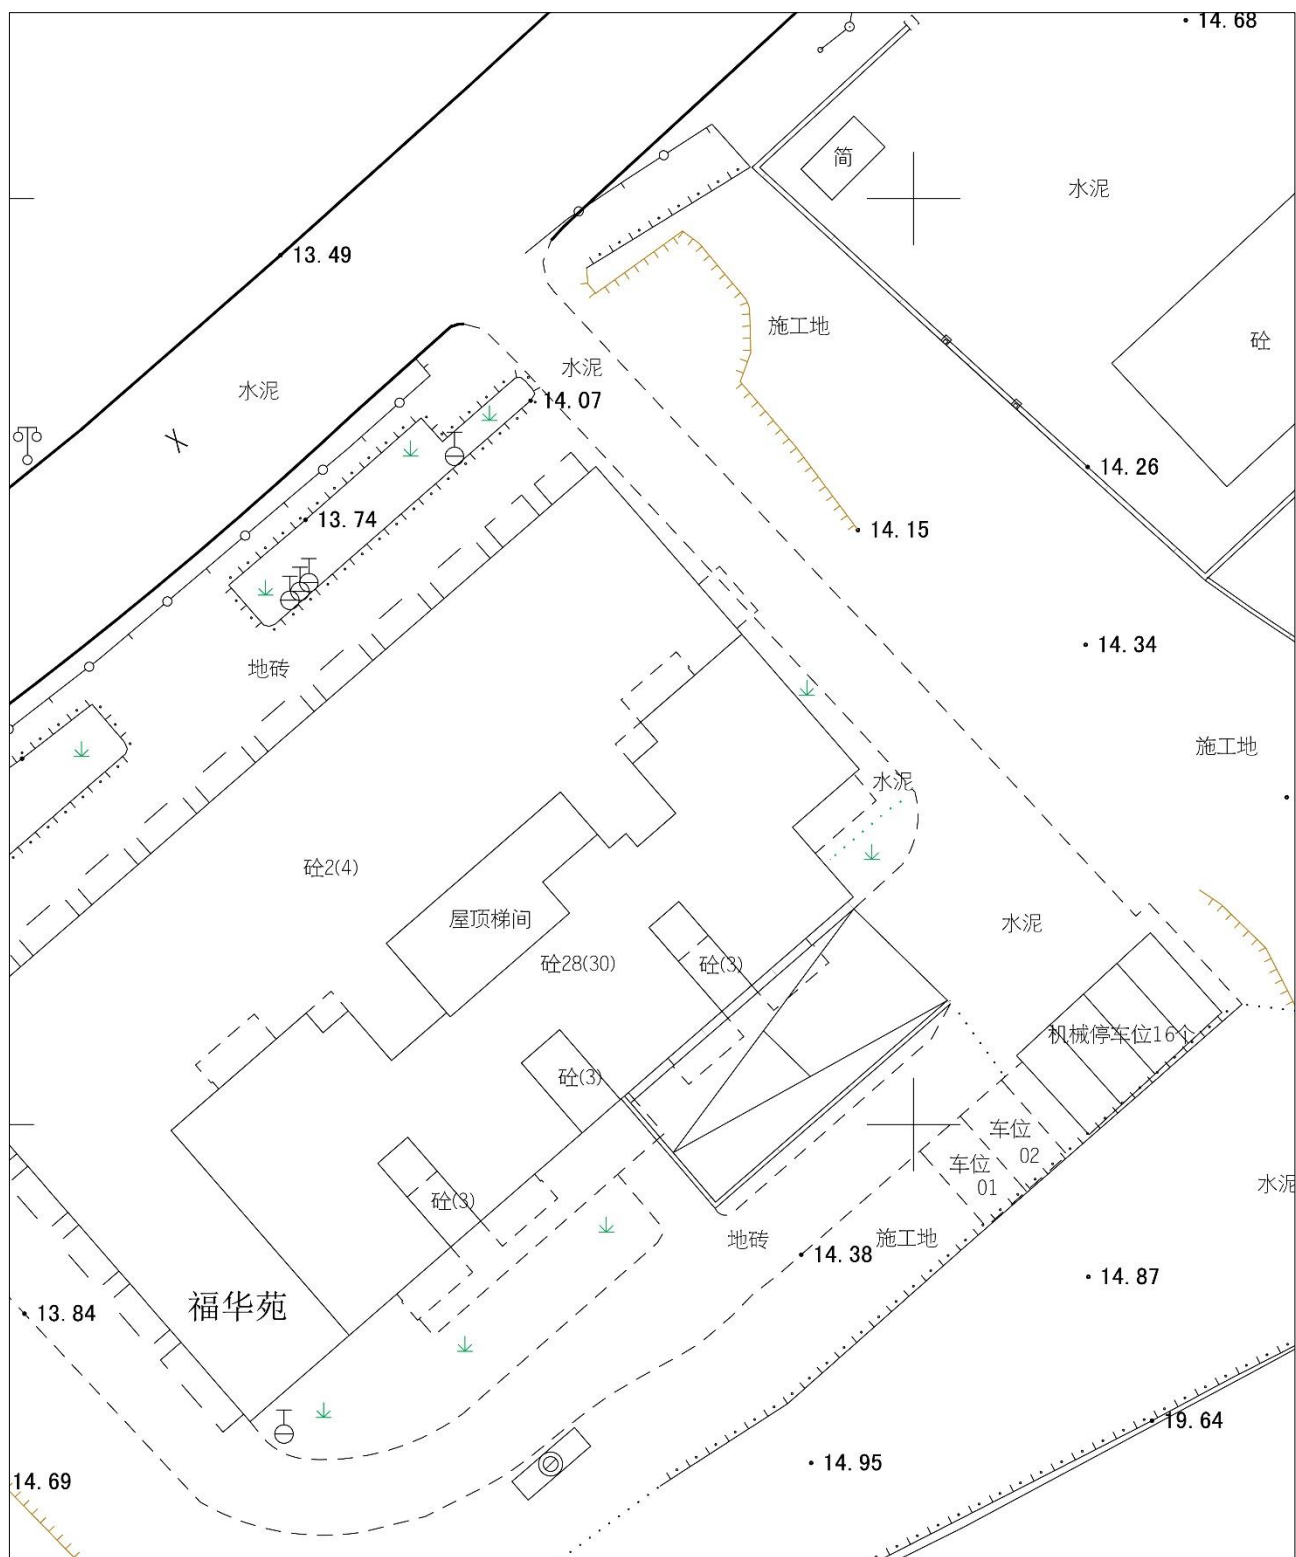 14.68
简
水泥
13.49
施工地
砼
水泥
水泥
14.07
14.26
13.74
14.15
14.34
地砖
施工地
水泥
砼2(4)
屋顶梯间
水泥
砼28(30)
砼(3)
机械停车位16个
砼(3)
车位
02
车位
01
水泥
砼(3)
地砖
施工地
14.38
14.87
福华苑
13.84
19.64
14.95
14.69